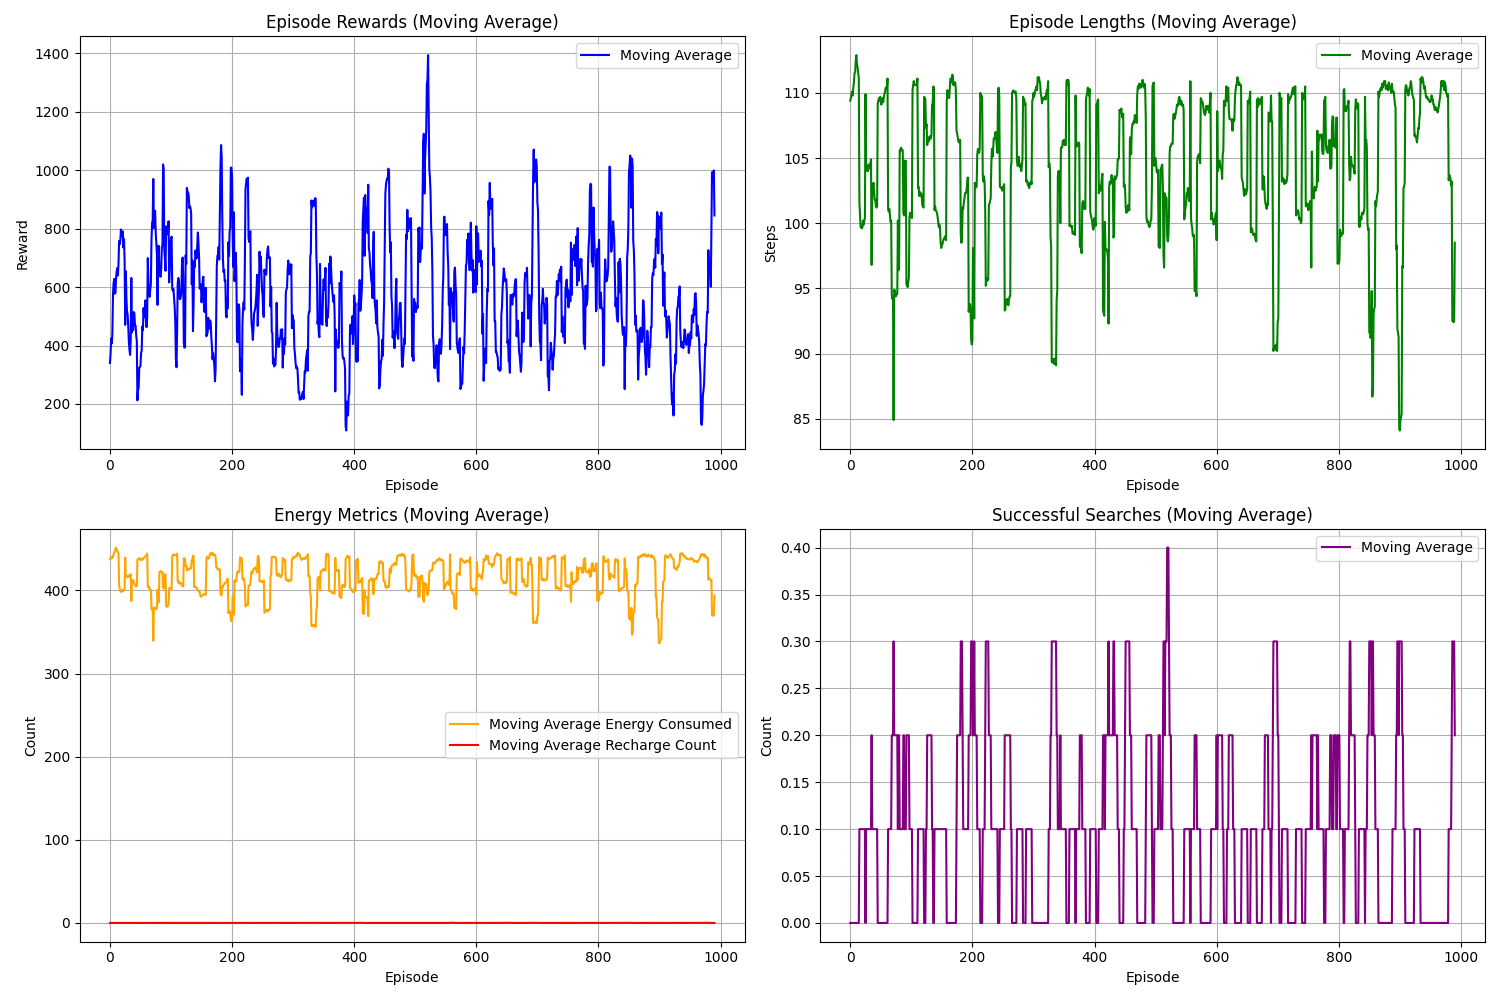 Episode Rewards (Moving Average)
Moving Average
Reward
1400
1200
1000
800
600
400
200
0 200 400 600 800 1000
Episode
Episode Lengths (Moving Average)
Moving Average
Steps
110
105
100
95
90
85
0 200 400 600 800 1000
Episode
Energy Metrics (Moving Average)
Moving Average Energy Consumed
Moving Average Recharge Count
Count
400
300
200
100
0
0 200 400 600 800 1000
Episode
Successful Searches (Moving Average)
Moving Average
Count
0.40
0.35
0.30
0.25
0.20
0.15
0.10
0.05
0.00
0 200 400 600 800 1000
Episode